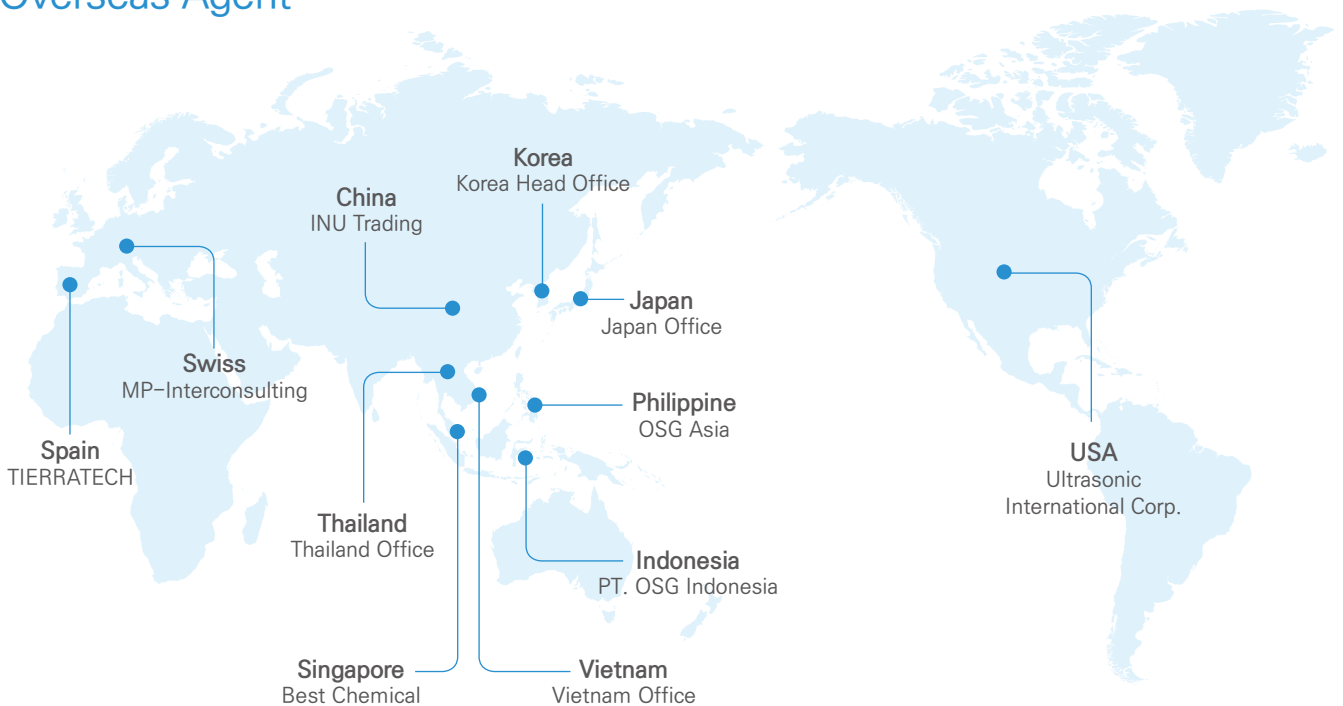 Overseas Agent
Korea
Korea Head Office
China
INU Trading
Japan
Japan Office
Swiss
MP-Interconsulting
Philippine
OSG Asia
Spain
TIERRATECH
USA
Ultrasonic
International Corp.
Thailand
Thailand Office
Indonesia
PT. OSG Indonesia
Singapore
Best Chemical
Vietnam
Vietnam Office